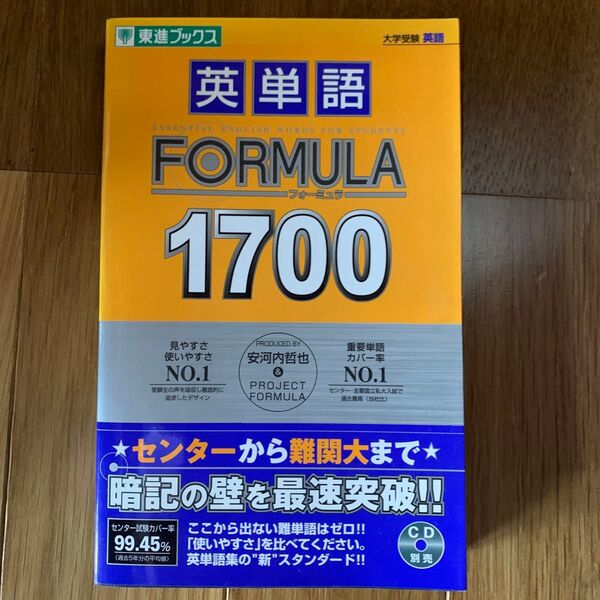 東進ブックス
大学受験 英語
英単語
ESSENTIAL ENGLISH WORDS FOR STUDENTS
FORMULA
フォーミュラ
1700
見やすさ
使いやすさ
NO.1
受験生の声を吸収し徹底的に
追求したデザイン
PRODUCED BY
安河内哲也
&
PROJECT
FORMULA
重要単語
カバー率
NO.1
センター・主要国立私大入試で
過去最高(当社比)
★センターから難関大まで★
暗記の壁を最速突破!!
センター試験カバー率
99.45%
(過去5年分の平均値)
ここから出ない難単語はゼロ!!
「使いやすさ」を比べてください。
英単語集の"新"スタンダード!!
CD
別売